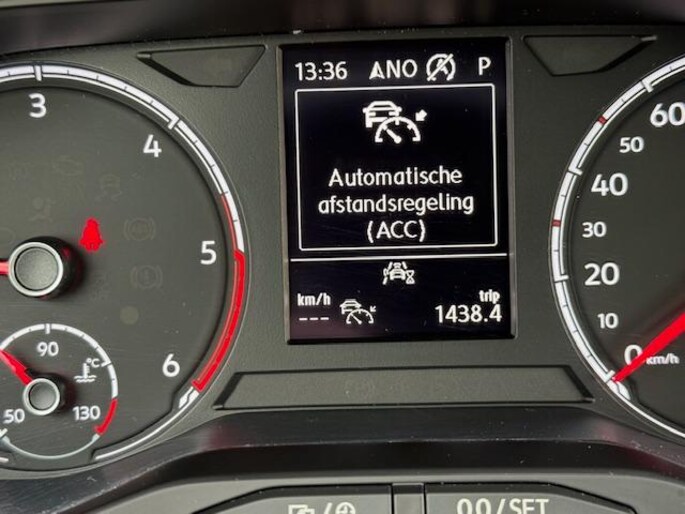 13:36 NO P
Automatische
afstandsregeling
(ACC)
km/h
---
trip
1438.4
3
4
5
6
50
90
130
°C
60
50
40
30
20
10
0 km/h
0.0/SET